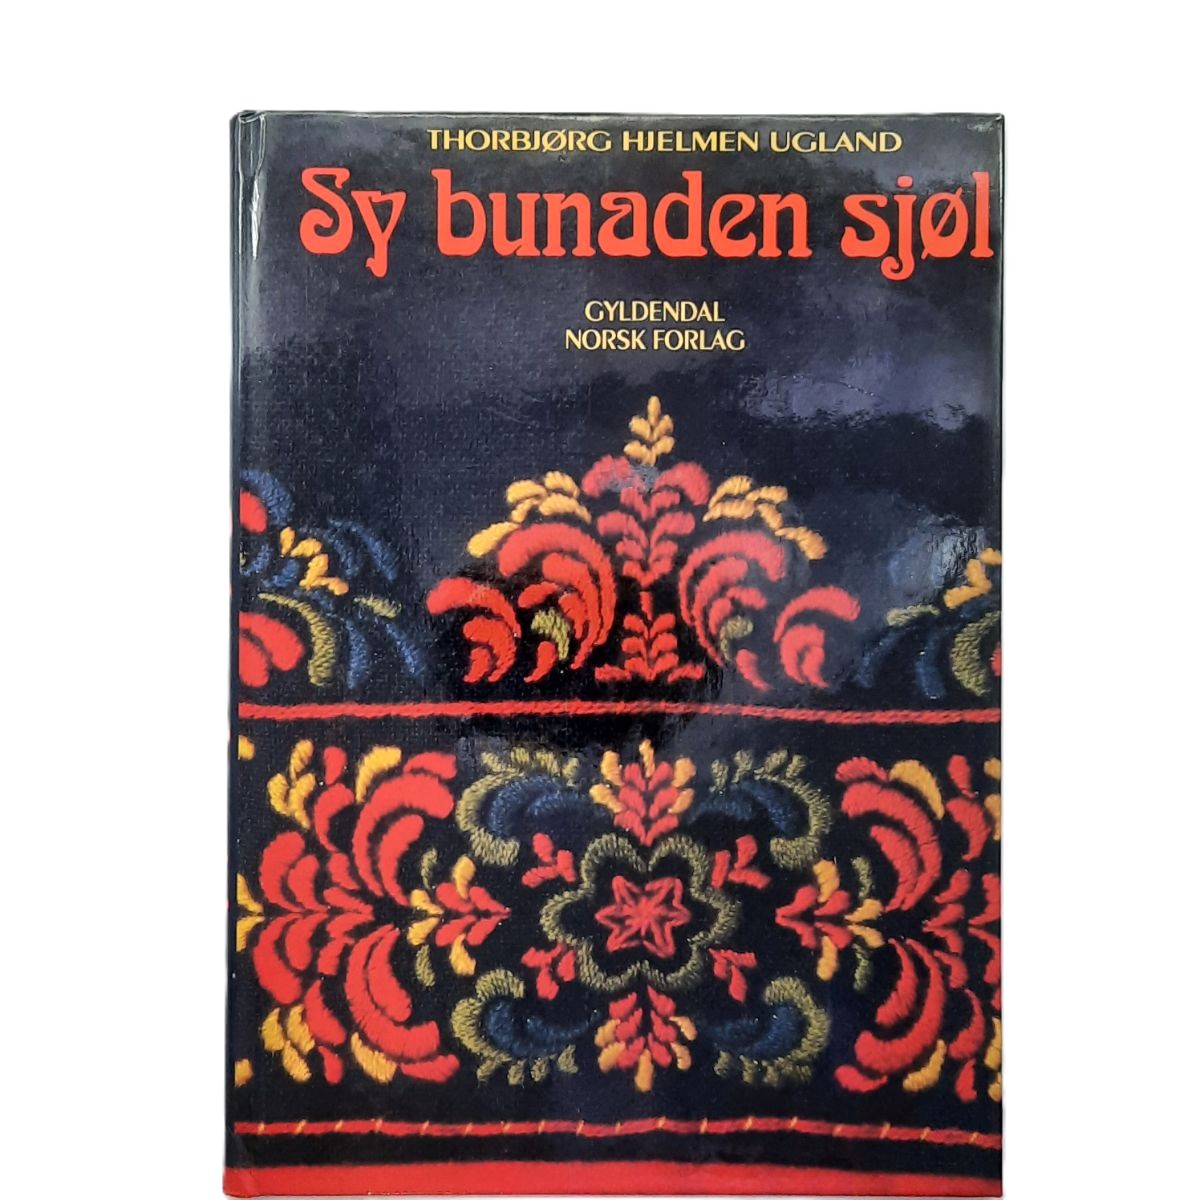 THORBJØRG HJELMEN UGLAND
Sy bunaden sjøl
GYLDENDAL
NORSK FORLAG